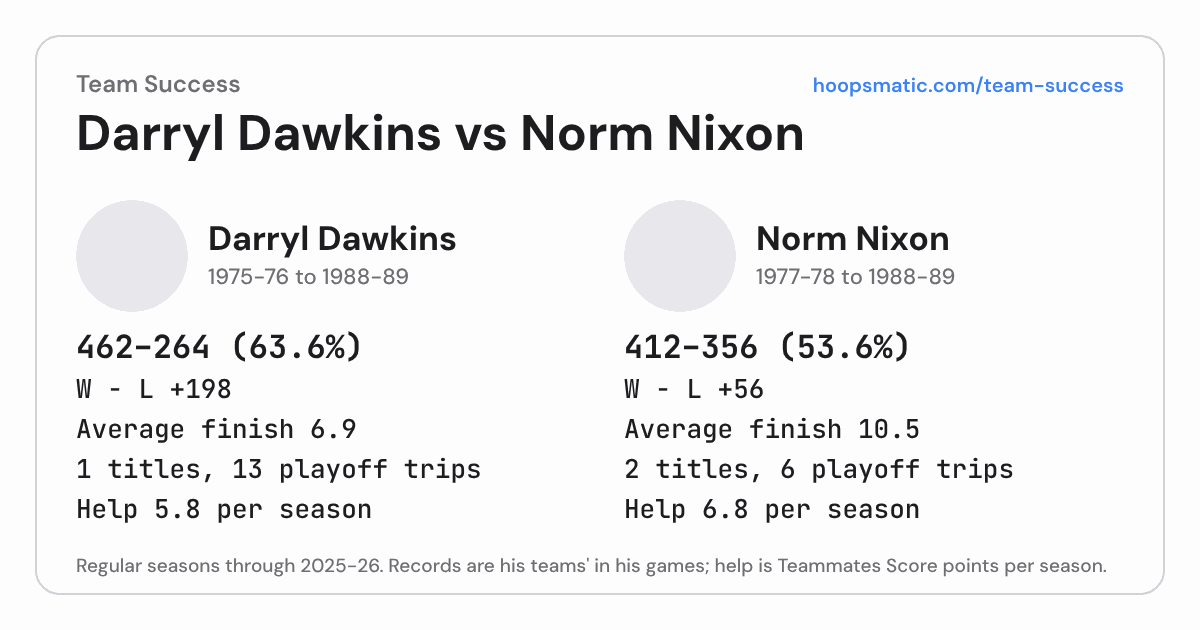 Team Success
hoopsmatic.com/team-success
Darryl Dawkins vs Norm Nixon
Darryl Dawkins
1975-76 to 1988-89
462-264 (63.6%)
W - L +198
Average finish 6.9
1 titles, 13 playoff trips
Help 5.8 per season
Norm Nixon
1977-78 to 1988-89
412-356 (53.6%)
W - L +56
Average finish 10.5
2 titles, 6 playoff trips
Help 6.8 per season
Regular seasons through 2025-26. Records are his teams' in his games; help is Teammates Score points per season.